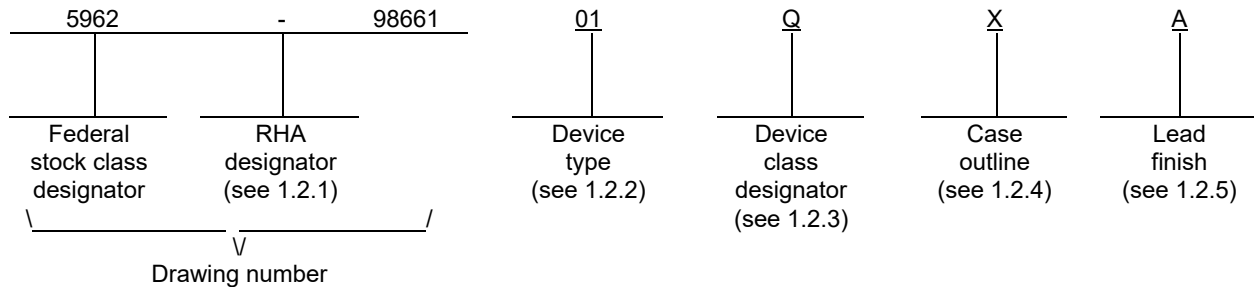 5962 - 98661 01 Q X A
Federal stock class designator
RHA designator (see 1.2.1)
Device type (see 1.2.2)
Device class designator (see 1.2.3)
Case outline (see 1.2.4)
Lead finish (see 1.2.5)
Drawing number